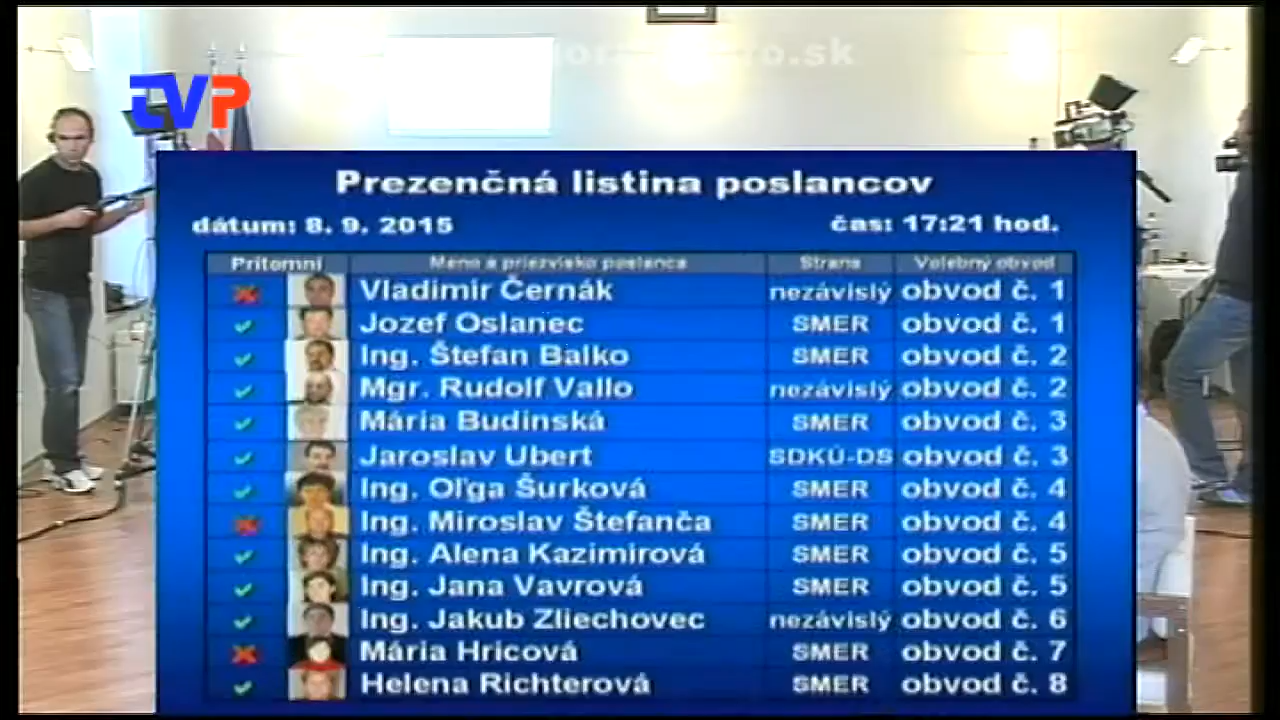 TVP
Prezenčná listina poslancov
dátum: 8. 9. 2015 čas: 17:21 hod.
Prítomní Meno a priezvisko poslanca Strana Volebný obvod
Vladimír Černák nezávislý obvod č. 1
Jozef Oslanec SMER obvod č. 1
Ing. Štefan Balko SMER obvod č. 2
Mgr. Rudolf Vallo nezávislý obvod č. 2
Mária Budinská SMER obvod č. 3
Jaroslav Ubert SDKÚ-DS obvod č. 3
Ing. Oľga Šurková SMER obvod č. 4
Ing. Miroslav Štefanča SMER obvod č. 4
Ing. Alena Kazimírová SMER obvod č. 5
Ing. Jana Vavrová SMER obvod č. 5
Ing. Jakub Zliechovec nezávislý obvod č. 6
Mária Hricová SMER obvod č. 7
Helena Richterová SMER obvod č. 8